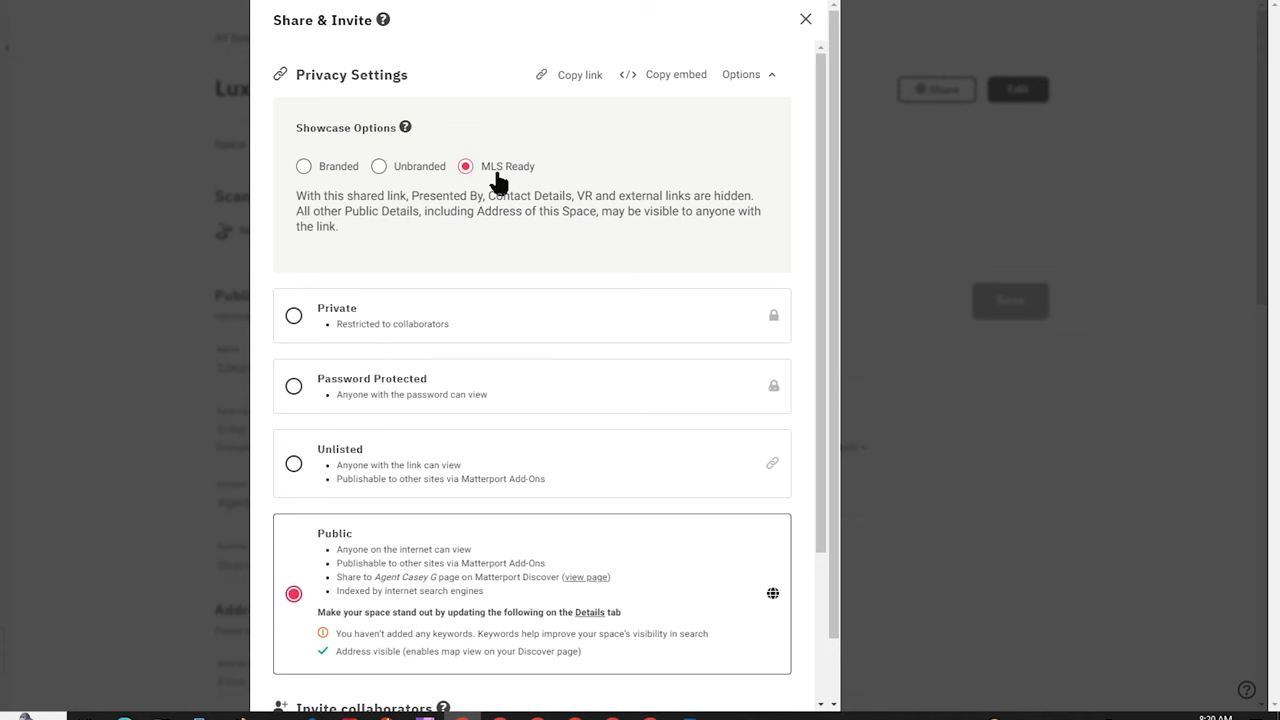 Share & Invite
Privacy Settings
Copy link
</> Copy embed
Options
Showcase Options
Branded
Unbranded
MLS Ready
With this shared link, Presented By, Contact Details, VR and external links are hidden.
All other Public Details, including Address of this Space, may be visible to anyone with
the link.
Private
• Restricted to collaborators
Password Protected
• Anyone with the password can view
Unlisted
• Anyone with the link can view
• Publishable to other sites via Matterport Add-Ons
Public
• Anyone on the internet can view
• Publishable to other sites via Matterport Add-Ons
• Share to Agent Casey G page on Matterport Discover (view page)
• Indexed by internet search engines
Make your space stand out by updating the following on the Details tab
You haven't added any keywords. Keywords help improve your space's visibility in search
Address visible (enables map view on your Discover page)
Invite collaborators
Share
Edit
Save
8:20 AM